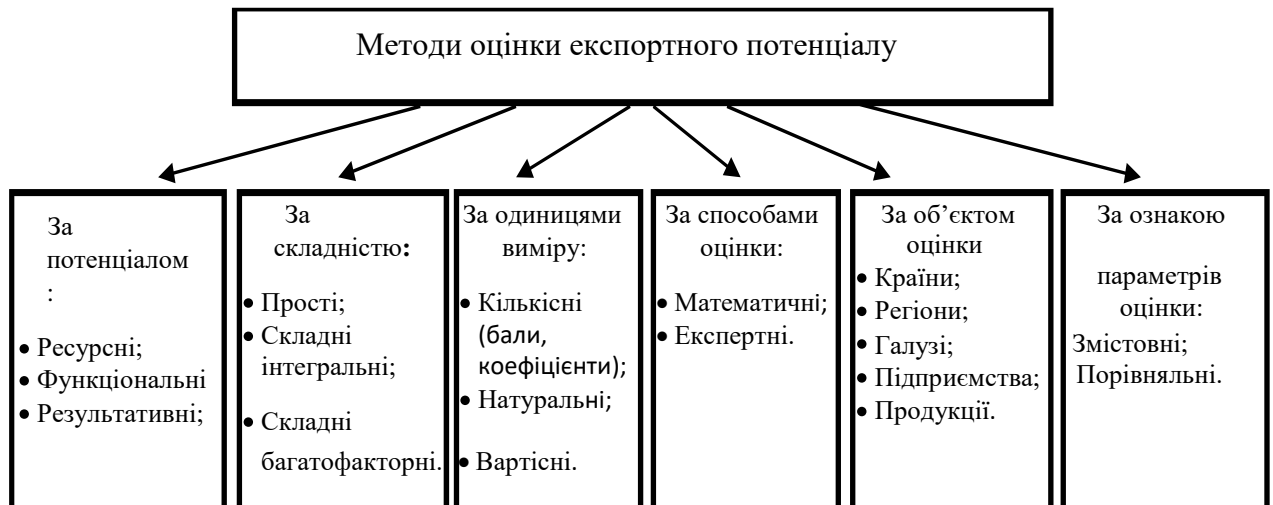 Методи оцінки експортного потенціалу
За
потенціалом
:
• Ресурсні;
• Функціональні
• Результативні;
За
складністю:
• Прості;
• Складні
інтегральні;
• Складні
багатофакторні.
За одиницями
виміру:
• Кількісні
(бали,
коефіцієнти);
• Натуральні;
• Вартісні.
За способами
оцінки:
• Математичні;
• Експертні.
За об’єктом
оцінки
• Країни;
• Регіони;
• Галузі;
• Підприємства;
• Продукції.
За ознакою
параметрів
оцінки:
Змістовні;
Порівняльні.